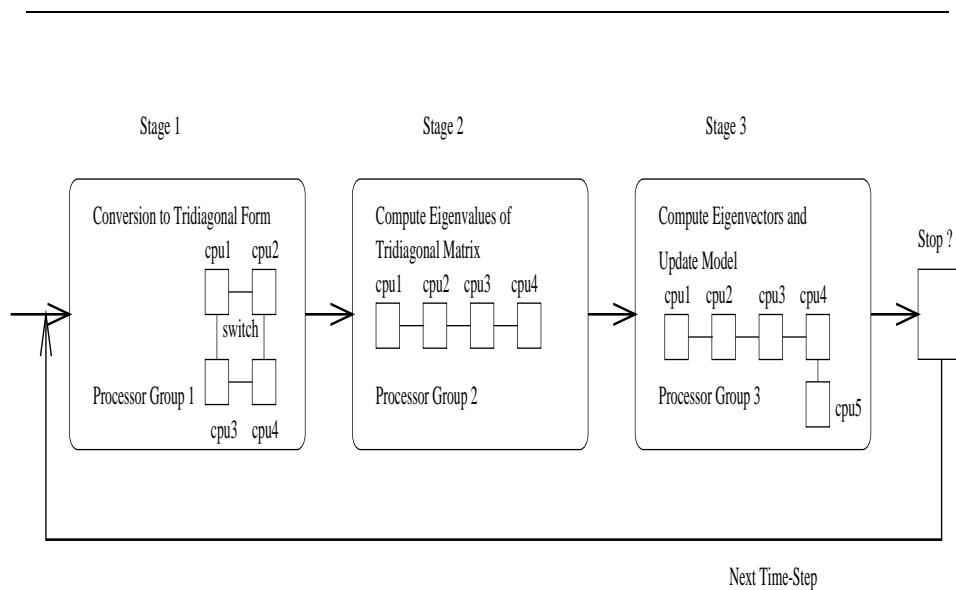 Stage 1
Stage 2
Stage 3
Conversion to Tridiagonal Form
cpu1 cpu2
switch
Processor Group 1
cpu3 cpu4
Compute Eigenvalues of
Tridiagonal Matrix
cpu1 cpu2 cpu3 cpu4
Processor Group 2
Compute Eigenvectors and
Update Model
cpu1 cpu2 cpu3 cpu4
Processor Group 3
cpu5
Stop ?
Next Time-Step